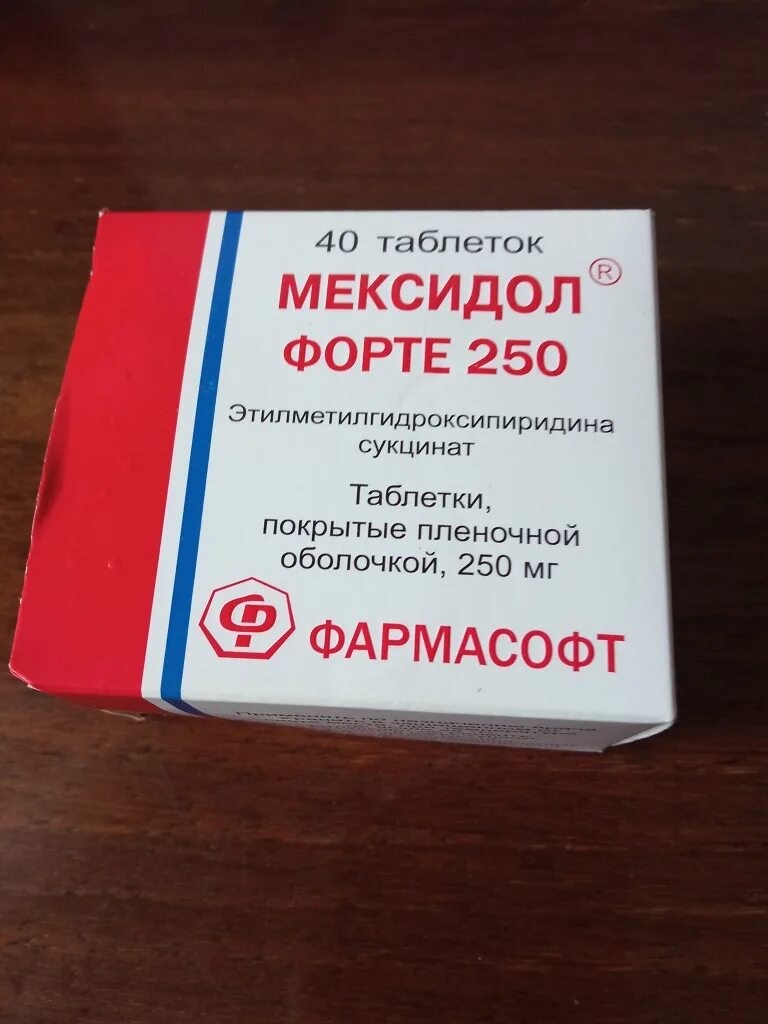 40 таблеток
МЕКСИДОЛ®
ФОРТЕ 250
Этилметилгидроксипиридина
сукцинат
Таблетки,
покрытые пленочной
оболочкой, 250 мг
ФАРМАСОФТ